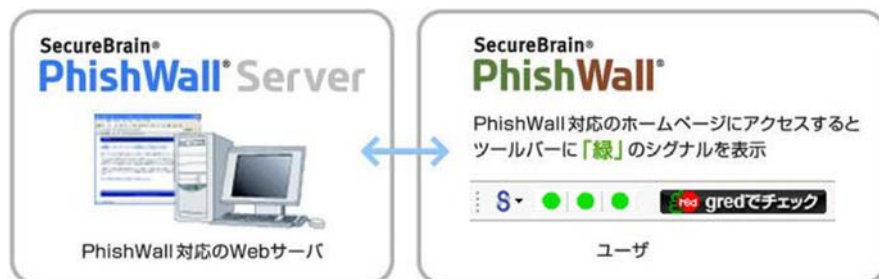 SecureBrain®
PhishWall® Server
PhishWall対応のWebサーバ
SecureBrain®
PhishWall®
PhishWall対応のホームページにアクセスすると
ツールバーに「緑」のシグナルを表示
S
red gredでチェック
ユーザ